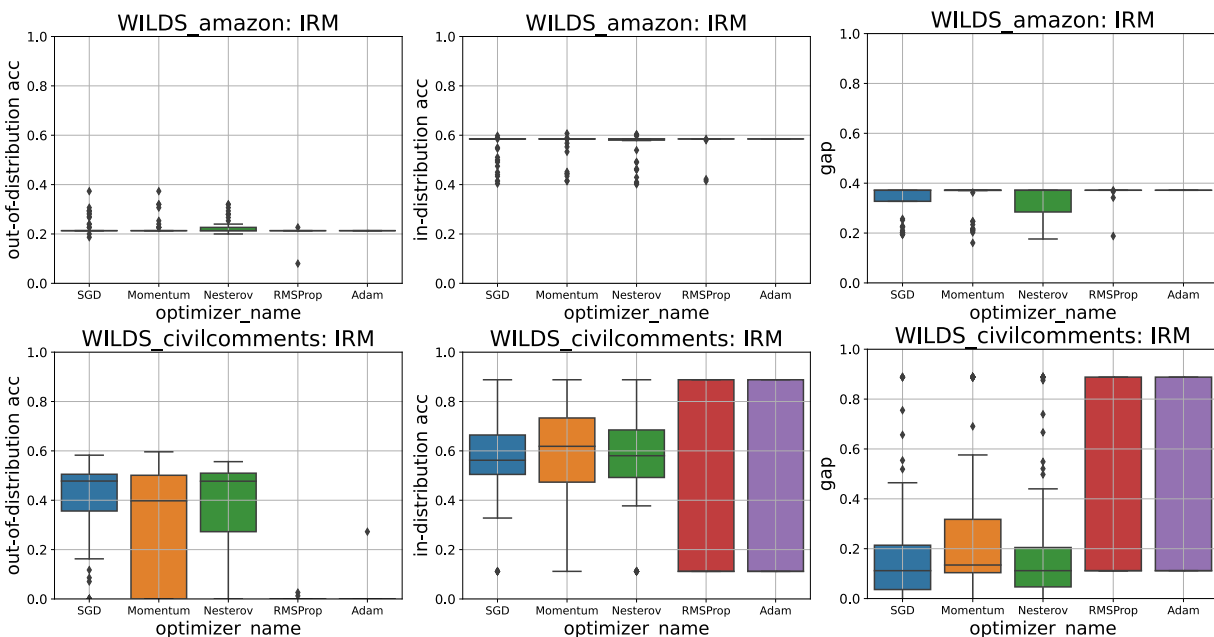 WILDS_amazon: IRM
out-of-distribution acc
1.0
0.8
0.6
0.4
0.2
0.0
SGD Momentum Nesterov RMSProp Adam
optimizer_name
WILDS_amazon: IRM
in-distribution acc
1.0
0.8
0.6
0.4
0.2
0.0
SGD Momentum Nesterov RMSProp Adam
optimizer_name
WILDS_amazon: IRM
gap
1.0
0.8
0.6
0.4
0.2
0.0
SGD Momentum Nesterov RMSProp Adam
optimizer_name
WILDS_civilcomments: IRM
out-of-distribution acc
1.0
0.8
0.6
0.4
0.2
0.0
SGD Momentum Nesterov RMSProp Adam
optimizer_name
WILDS_civilcomments: IRM
in-distribution acc
1.0
0.8
0.6
0.4
0.2
0.0
SGD Momentum Nesterov RMSProp Adam
optimizer_name
WILDS_civilcomments: IRM
gap
1.0
0.8
0.6
0.4
0.2
0.0
SGD Momentum Nesterov RMSProp Adam
optimizer_name